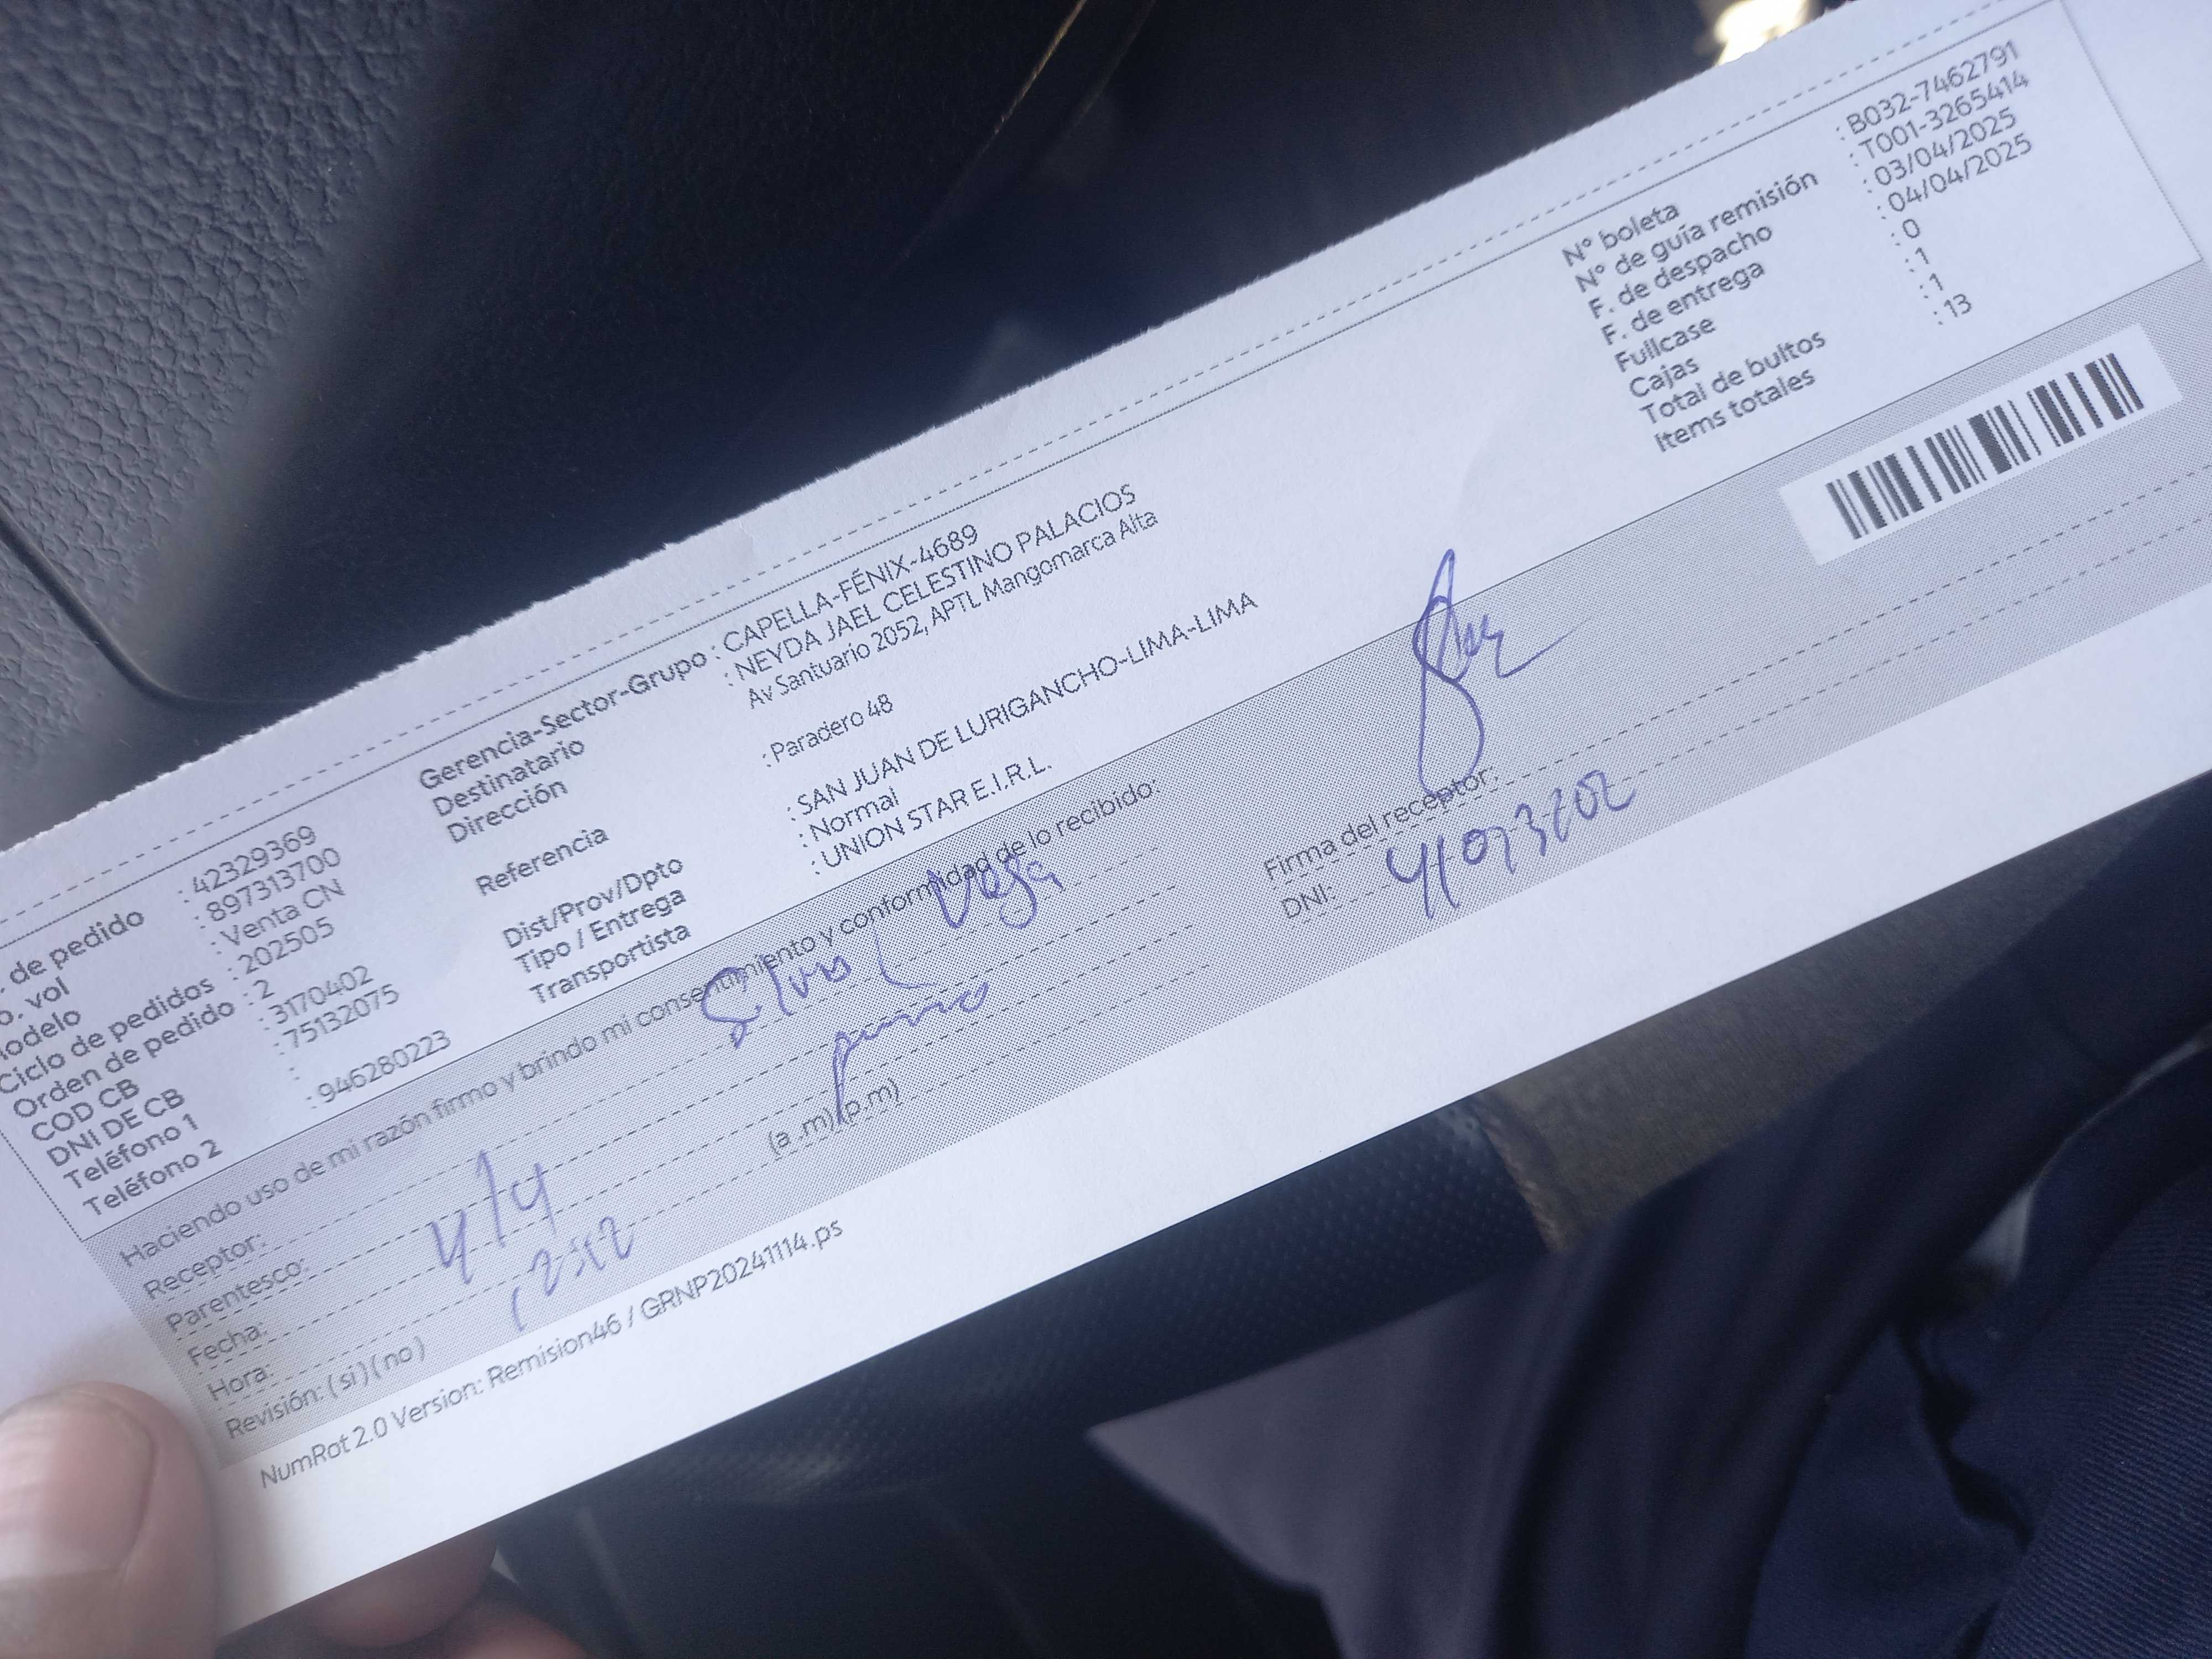 . de pedido : 42329369
o. vol : 897313700
odelo : Venta CN
Ciclo de pedidos : 202505
Orden de pedido : 2
COD CB : 3170402
DNI DE CB : 75132075
Teléfono 1 :
Teléfono 2 : 946280223
Gerencia-Sector-Grupo : CAPELLA-FÉNIX-4689
Destinatario : NEYDA JAEL CELESTINO PALACIOS
Dirección : Av Santuario 2052, APTL Mangomarca Alta
Referencia : Paradero 48
Dist/Prov/Dpto : SAN JUAN DE LURIGANCHO-LIMA-LIMA
Tipo / Entrega : Normal
Transportista : UNION STAR E.I.R.L.
N° boleta : B032-7462791
N° de guía remisión : T001-3265414
F. de despacho : 03/04/2025
F. de entrega : 04/04/2025
Fullcase : 0
Cajas : 1
Total de bultos : 1
Items totales : 13
Haciendo uso de mi razón firmo y brindo mi consentimiento y conformidad de lo recibido:
Receptor: Vega
Parentesco:
Fecha: 4/4
Hora: (a .m) (p.m)
Revisión: ( si ) ( no )
Firma del receptor:
DNI:
NumRot 2.0 Version: Remision46 / GRNP20241114.ps